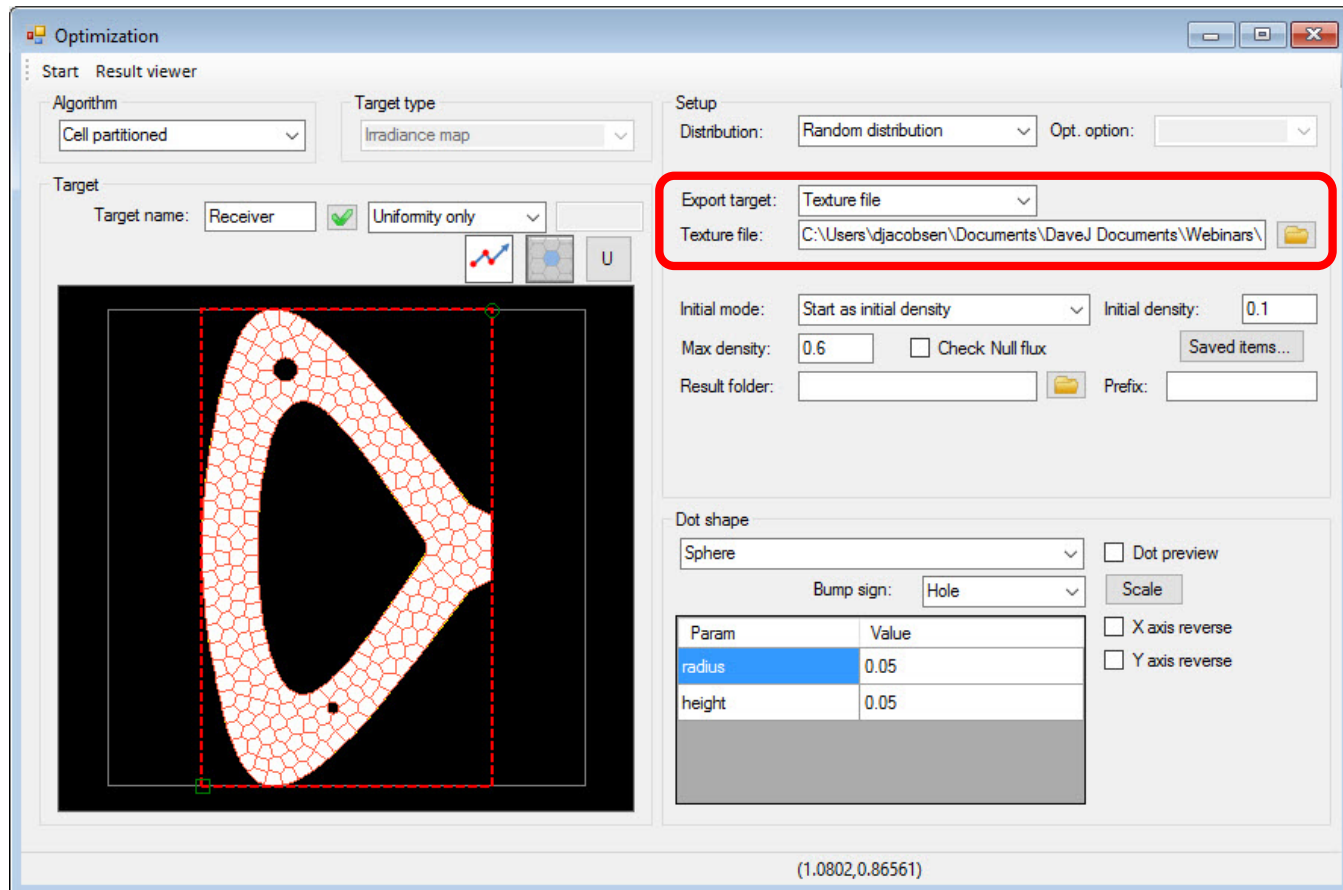 Optimization
Start Result viewer
Algorithm
Cell partitioned
Target type
Irradiance map
Target
Target name: Receiver Uniformity only
U
Setup
Distribution: Random distribution Opt. option:
Export target: Texture file
Texture file: C:\Users\djacobsen\Documents\DaveJ Documents\Webinars\
Initial mode: Start as initial density Initial density: 0.1
Max density: 0.6 Check Null flux Saved items...
Result folder: Prefix:
Dot shape
Sphere Dot preview
Bump sign: Hole Scale
Param Value X axis reverse
radius 0.05 Y axis reverse
height 0.05
(1.0802,0.86561)